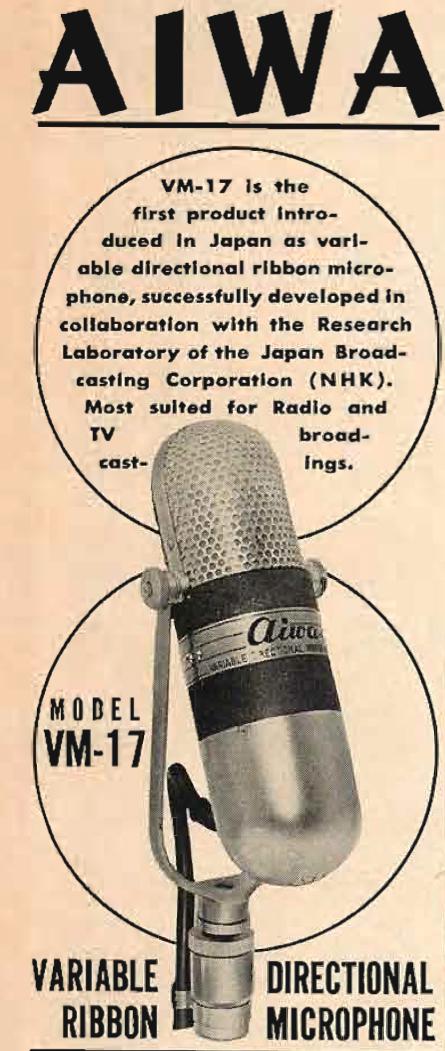 AIWA
VM-17 is the
first product intro-
duced in Japan as vari-
able directional ribbon micro-
phone, successfully developed in
collaboration with the Research
Laboratory of the Japan Broad-
casting Corporation (NHK).
Most suited for Radio and
TV broad-
cast- ings.
aiwa
VARIABLE DIRECTIONAL
MODEL
VM-17
VARIABLE DIRECTIONAL
RIBBON MICROPHONE